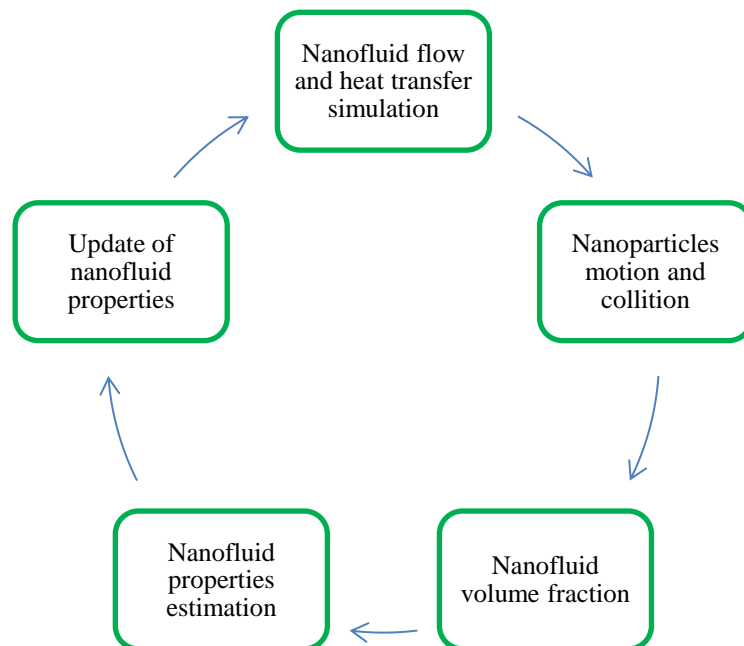 Nanofluid flow
and heat transfer
simulation
Nanoparticles
motion and
collition
Nanofluid
volume fraction
Nanofluid
properties
estimation
Update of
nanofluid
properties